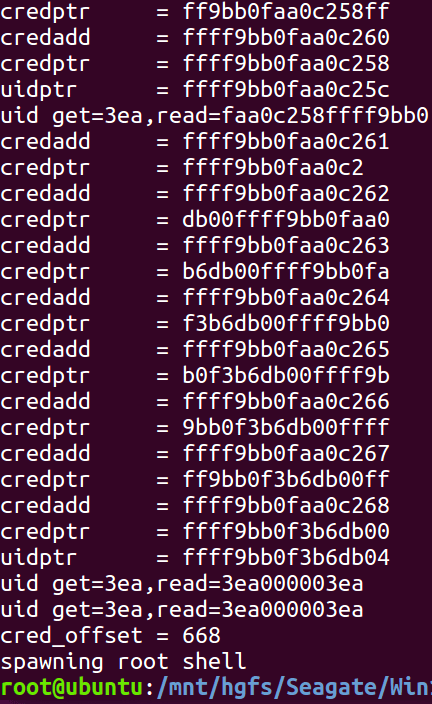 credptr = ff9bb0faa0c258ff
credadd = ffff9bb0faa0c260
credptr = ffff9bb0faa0c258
uidptr = ffff9bb0faa0c25c
uid get=3ea,read=faa0c258ffff9bb0
credadd = ffff9bb0faa0c261
credptr = ffff9bb0faa0c2
credadd = ffff9bb0faa0c262
credptr = db00ffff9bb0faa0
credadd = ffff9bb0faa0c263
credptr = b6db00ffff9bb0fa
credadd = ffff9bb0faa0c264
credptr = f3b6db00ffff9bb0
credadd = ffff9bb0faa0c265
credptr = b0f3b6db00ffff9b
credadd = ffff9bb0faa0c266
credptr = 9bb0f3b6db00ffff
credadd = ffff9bb0faa0c267
credptr = ff9bb0f3b6db00ff
credadd = ffff9bb0faa0c268
credptr = ffff9bb0f3b6db00
uidptr = ffff9bb0f3b6db04
uid get=3ea,read=3ea000003ea
uid get=3ea,read=3ea000003ea
cred_offset = 668
spawning root shell
root@ubuntu:/mnt/hgfs/Seagate/Win